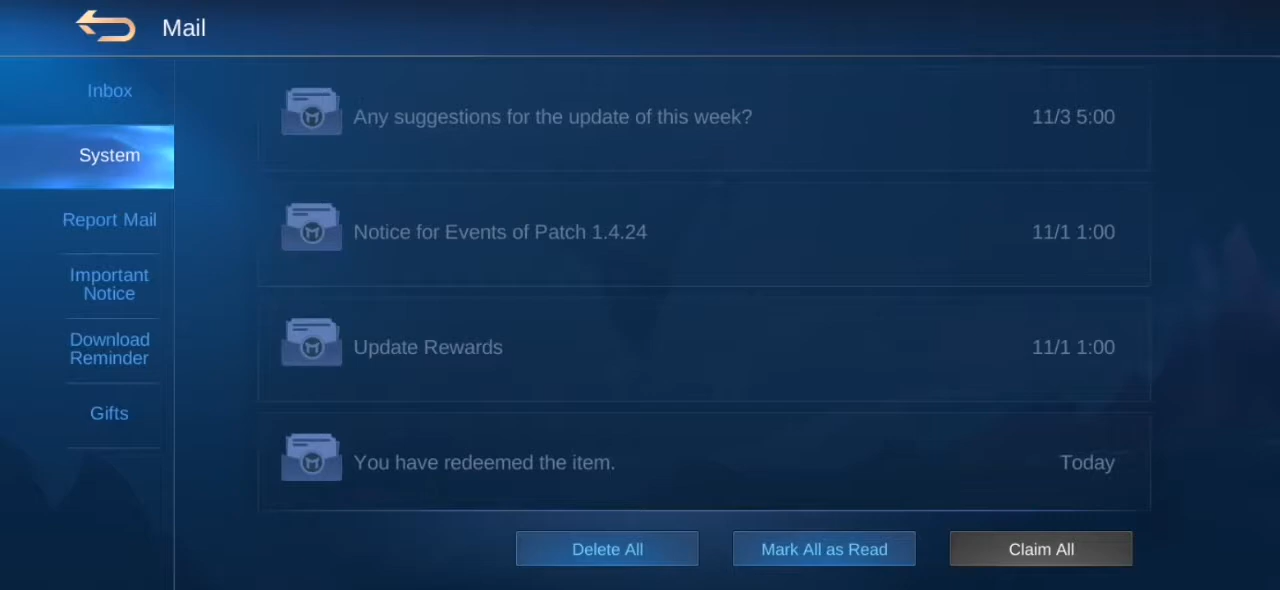 Mail
Inbox
System
Report Mail
Important
Notice
Download
Reminder
Gifts
Any suggestions for the update of this week?
11/3 5:00
Notice for Events of Patch 1.4.24
11/1 1:00
Update Rewards
11/1 1:00
You have redeemed the item.
Today
Delete All
Mark All as Read
Claim All